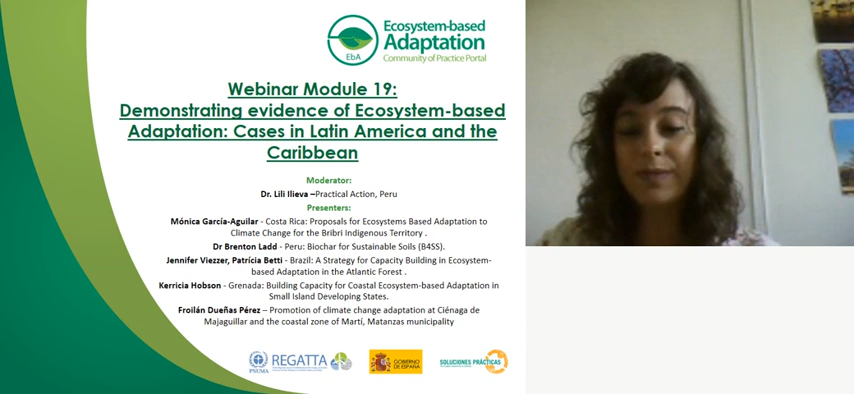 Ecosystem-based
Adaptation
Community of Practice Portal
EbA
Webinar Module 19:
Demonstrating evidence of Ecosystem-based
Adaptation: Cases in Latin America and the
Caribbean
Moderator:
Dr. Lili Ilieva –Practical Action, Peru
Presenters:
Mónica García-Aguilar - Costa Rica: Proposals for Ecosystems Based Adaptation to
Climate Change for the Bribri Indigenous Territory .
Dr Brenton Ladd - Peru: Biochar for Sustainable Soils (B4SS).
Jennifer Viezzer, Patrícia Betti - Brazil: A Strategy for Capacity Building in Ecosystem-
based Adaptation in the Atlantic Forest .
Kerricia Hobson - Grenada: Building Capacity for Coastal Ecosystem-based Adaptation in
Small Island Developing States.
Froilán Dueñas Pérez – Promotion of climate change adaptation at Ciénaga de
Majaguillar and the coastal zone of Martí, Matanzas municipality
PNUMA
REGATTA
GOBIERNO
DE ESPAÑA
SOLUCIONES PRÁCTICAS